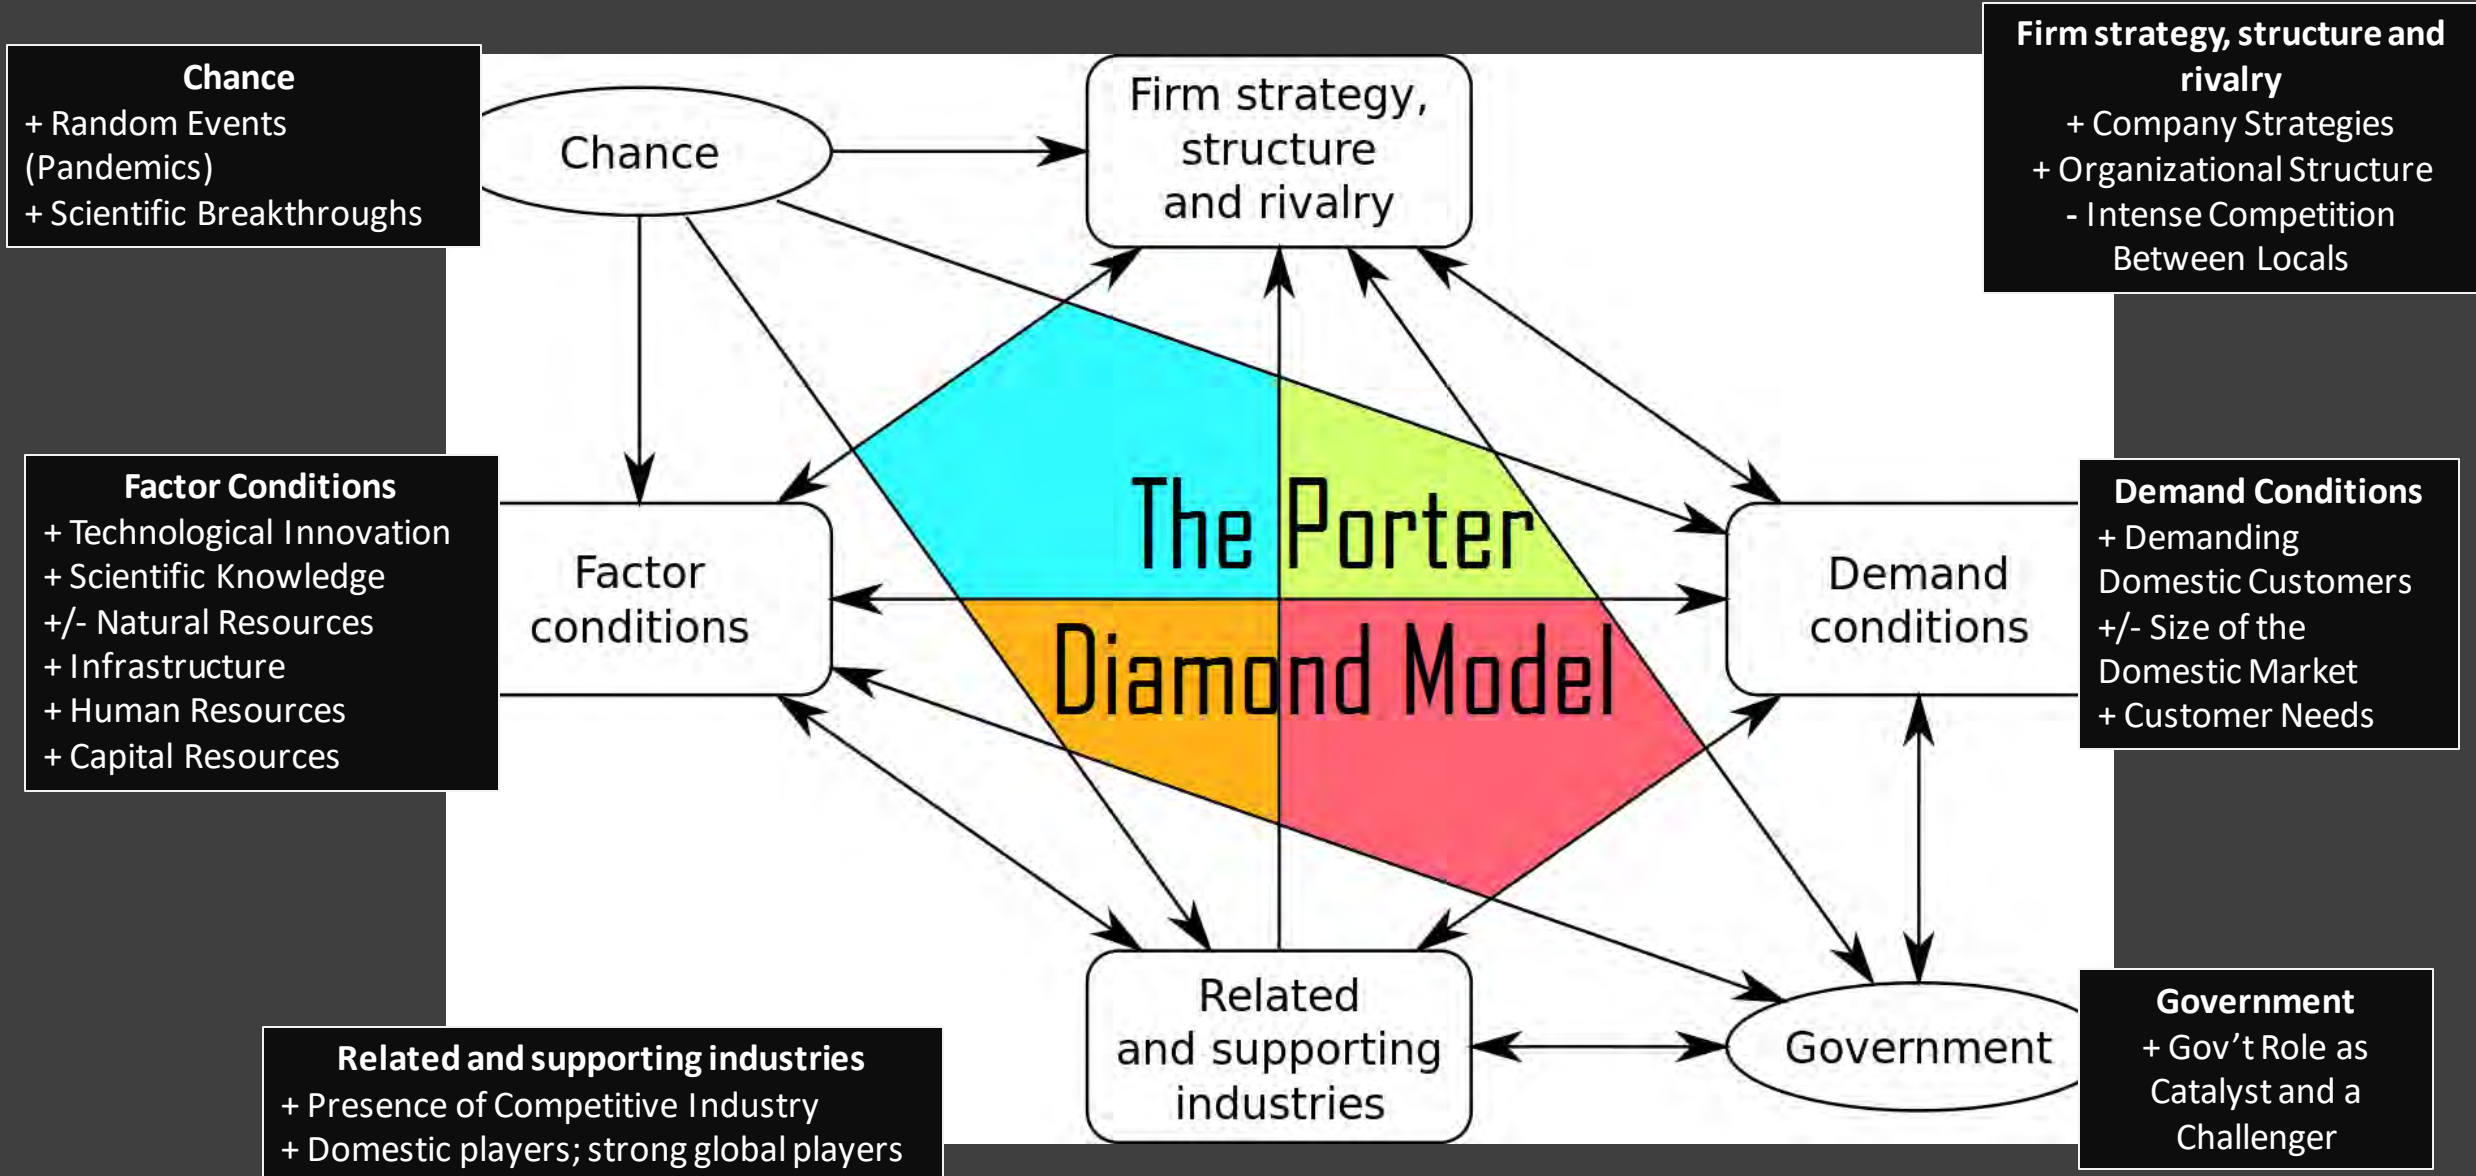 Chance
+ Random Events
(Pandemics)
+ Scientific Breakthroughs
Chance
Firm strategy,
structure
and rivalry
Firm strategy, structure and
rivalry
+ Company Strategies
+ Organizational Structure
- Intense Competition
Between Locals
Factor Conditions
+ Technological Innovation
+ Scientific Knowledge
+/- Natural Resources
+ Infrastructure
+ Human Resources
+ Capital Resources
Factor
conditions
The Porter
Diamond Model
Demand
conditions
Demand Conditions
+ Demanding
Domestic Customers
+/- Size of the
Domestic Market
+ Customer Needs
Related and supporting industries
+ Presence of Competitive Industry
+ Domestic players; strong global players
Related
and supporting
industries
Government
Government
+ Gov’t Role as
Catalyst and a
Challenger